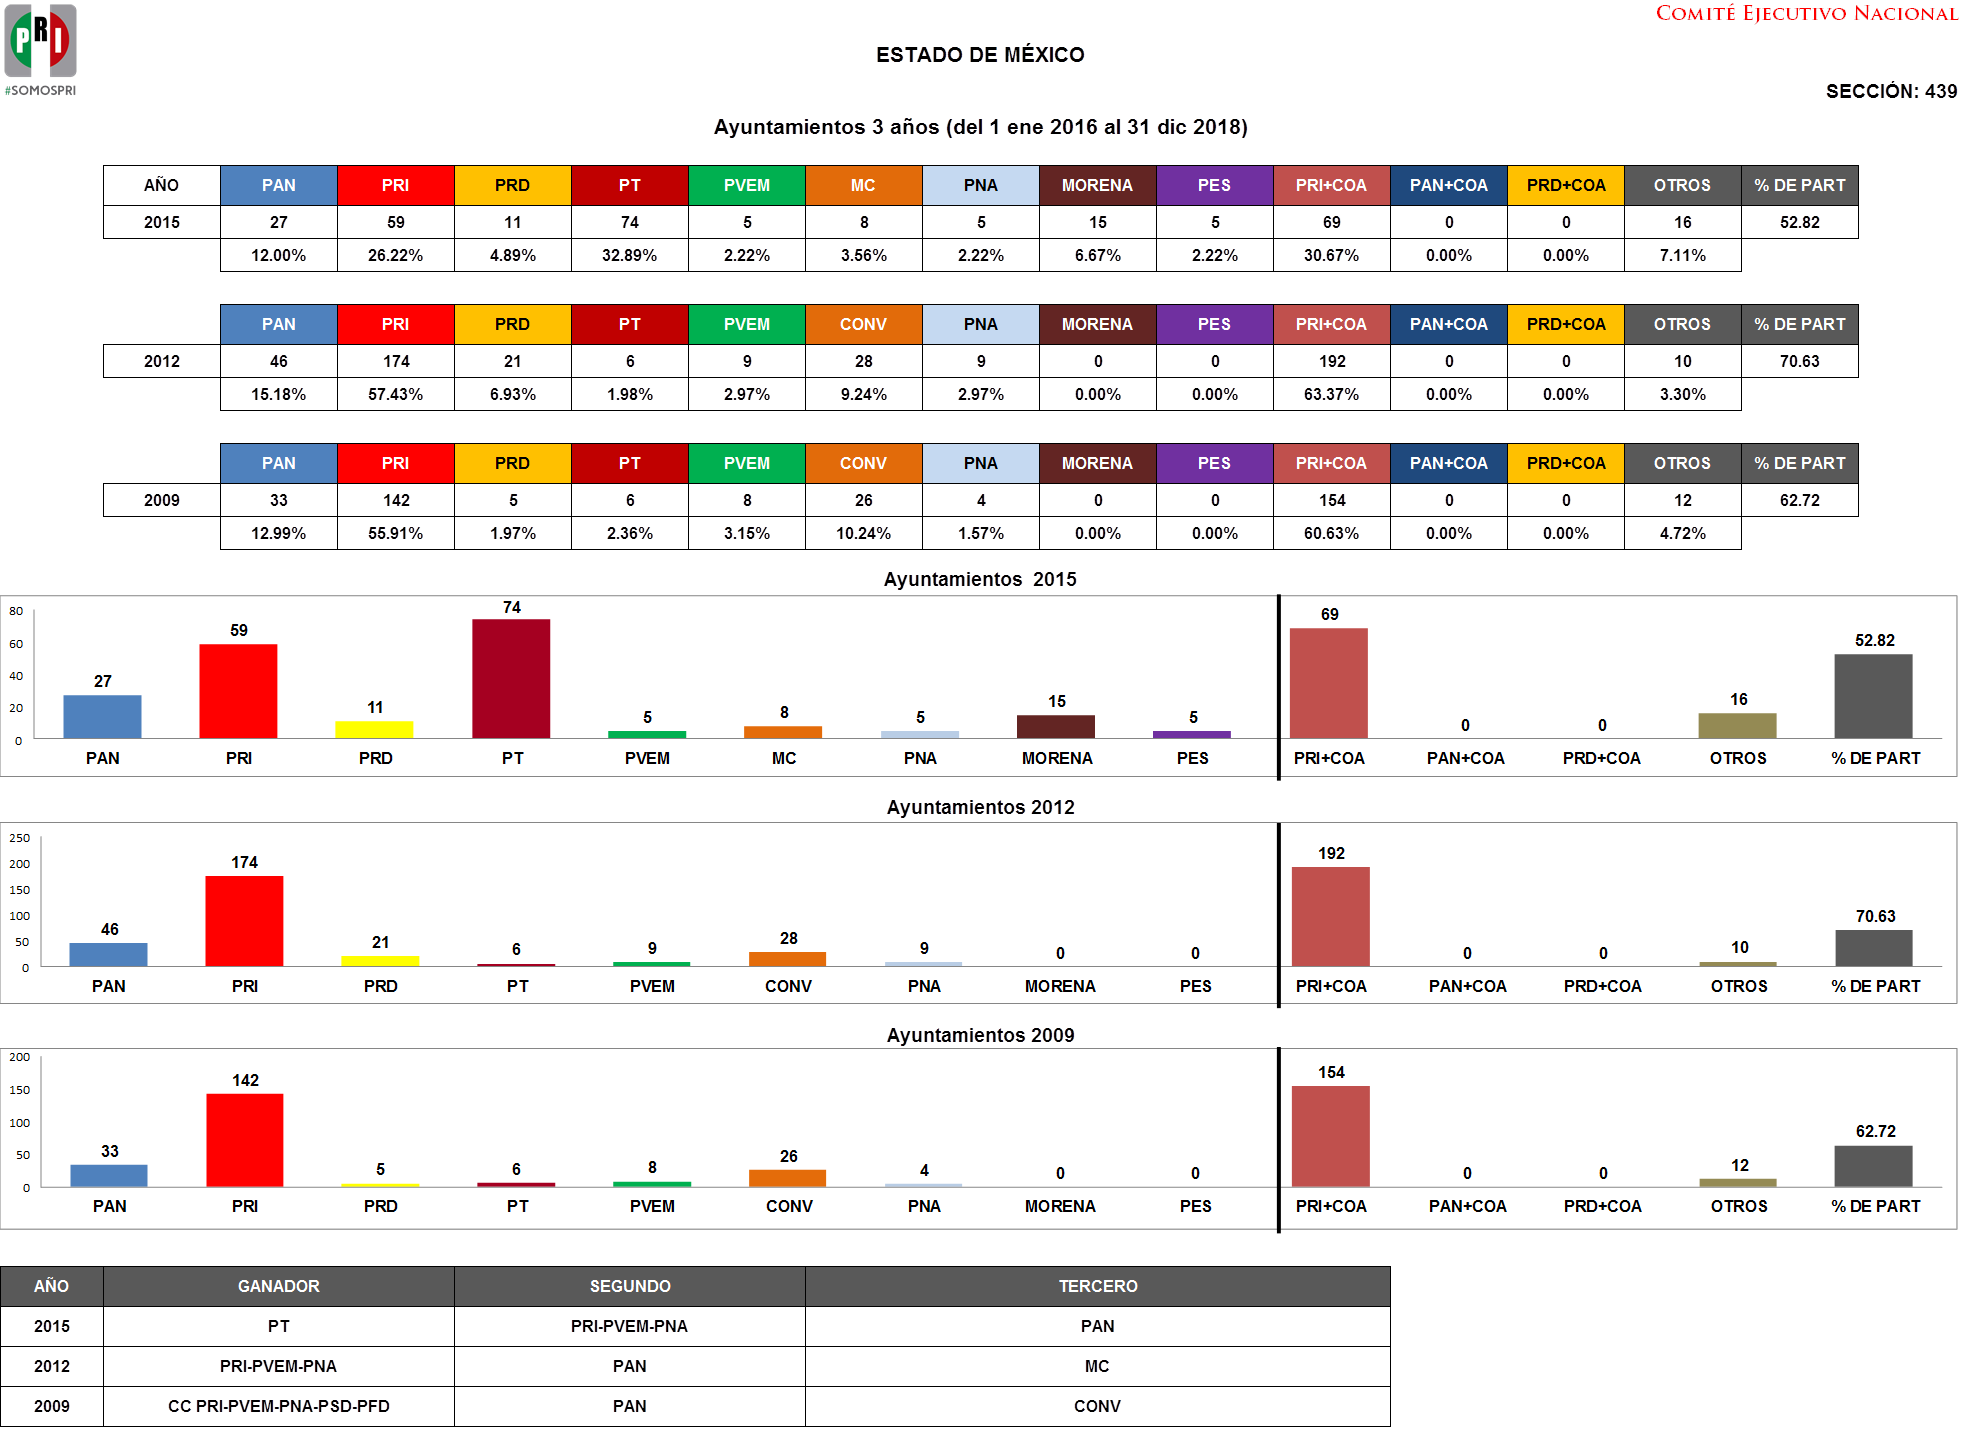 PRI
#SOMOSPRI
COMITÉ EJECUTIVO NACIONAL
ESTADO DE MÉXICO
SECCIÓN: 439
Ayuntamientos 3 años (del 1 ene 2016 al 31 dic 2018)
AÑO PAN PRI PRD PT PVEM MC PNA MORENA PES PRI+COA PAN+COA PRD+COA OTROS % DE PART
2015 27 59 11 74 5 8 5 15 5 69 0 0 16 52.82
12.00% 26.22% 4.89% 32.89% 2.22% 3.56% 2.22% 6.67% 2.22% 30.67% 0.00% 0.00% 7.11%
PAN PRI PRD PT PVEM CONV PNA MORENA PES PRI+COA PAN+COA PRD+COA OTROS % DE PART
2012 46 174 21 6 9 28 9 0 0 192 0 0 10 70.63
15.18% 57.43% 6.93% 1.98% 2.97% 9.24% 2.97% 0.00% 0.00% 63.37% 0.00% 0.00% 3.30%
PAN PRI PRD PT PVEM CONV PNA MORENA PES PRI+COA PAN+COA PRD+COA OTROS % DE PART
2009 33 142 5 6 8 26 4 0 0 154 0 0 12 62.72
12.99% 55.91% 1.97% 2.36% 3.15% 10.24% 1.57% 0.00% 0.00% 60.63% 0.00% 0.00% 4.72%
Ayuntamientos 2015
80
60
40
20
0
27 59 11 74 5 8 5 15 5 69 0 0 16 52.82
PAN PRI PRD PT PVEM MC PNA MORENA PES PRI+COA PAN+COA PRD+COA OTROS % DE PART
Ayuntamientos 2012
250
200
150
100
50
0
46 174 21 6 9 28 9 0 0 192 0 0 10 70.63
PAN PRI PRD PT PVEM CONV PNA MORENA PES PRI+COA PAN+COA PRD+COA OTROS % DE PART
Ayuntamientos 2009
200
150
100
50
0
33 142 5 6 8 26 4 0 0 154 0 0 12 62.72
PAN PRI PRD PT PVEM CONV PNA MORENA PES PRI+COA PAN+COA PRD+COA OTROS % DE PART
AÑO GANADOR SEGUNDO TERCERO
2015 PT PRI-PVEM-PNA PAN
2012 PRI-PVEM-PNA PAN MC
2009 CC PRI-PVEM-PNA-PSD-PFD PAN CONV